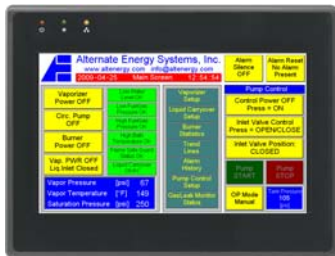 Alternate Energy Systems, Inc.
www.altenergy.com info@altenergy.com
2009-04-25 Main Screen 12:54:54
Alarm Silence OFF
Alarm Reset No Alarm Present
Vaporizer
Power OFF
Circ. Pump
OFF
Burner
Power OFF
Vap. PWR OFF
Liq.Inlet Closed
Vaporizer
Setup
Liquid Carryover
Setup
Burner
Statistics
Trend
Lines
Alarm
History
Pump Control
Setup
GasLeak Monitor
Status
Pump Control
Control Power OFF
Press = ON
Inlet Valve Control
Press = OPEN/CLOSE
Inlet Valve Position:
CLOSED
Pump
START
Pump
STOP
OP Mode
Manual
Tank Pressure
Vapor Pressure [psi] 67
Vapor Temperature [°F] 149
Saturation Pressure [psi] 250